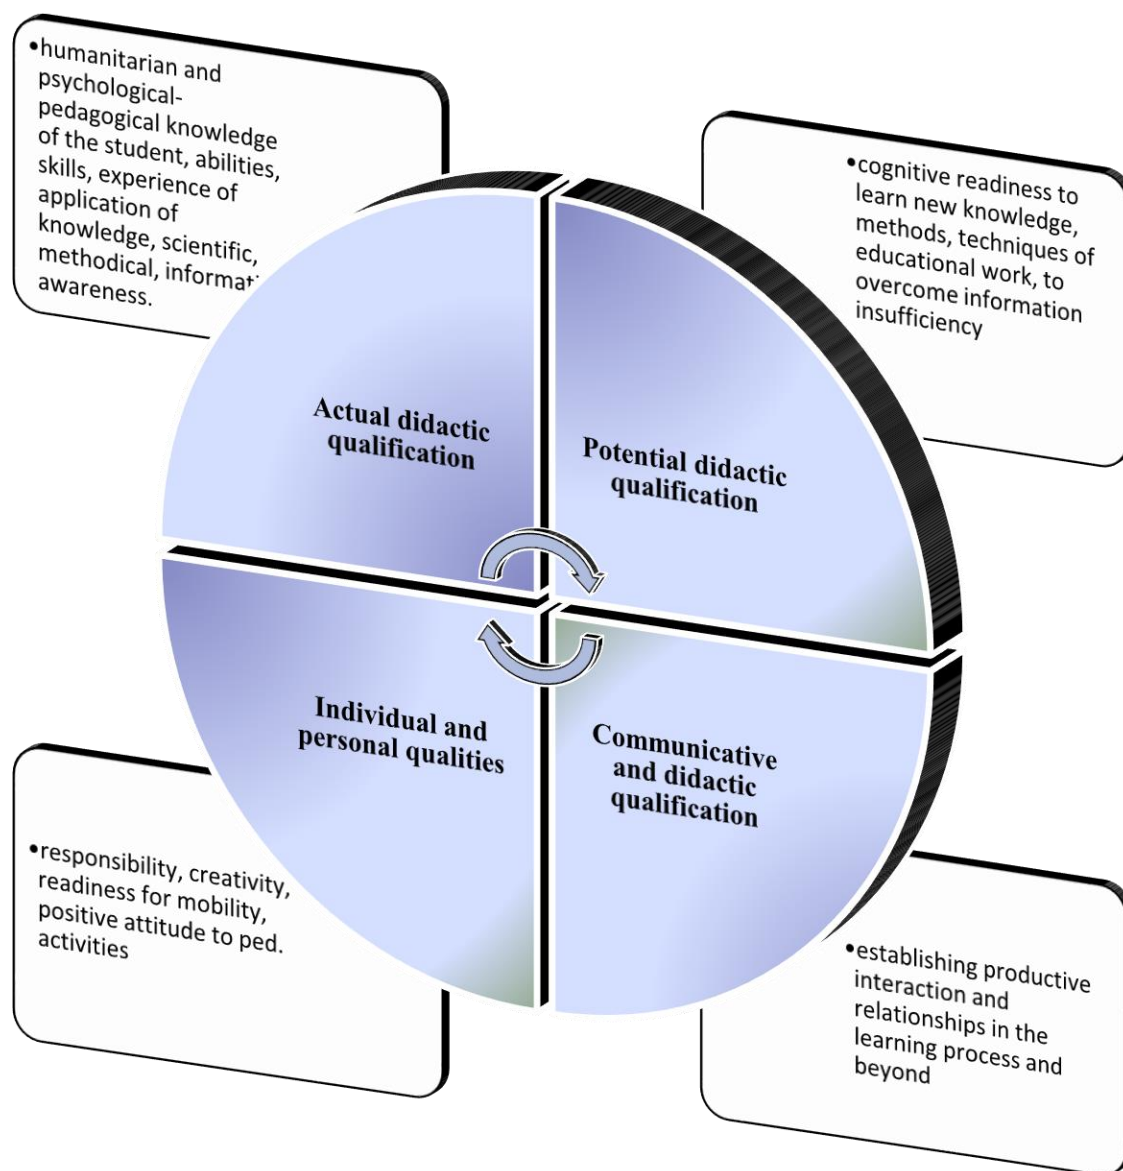 •humanitarian and
psychological-
pedagogical knowledge
of the student, abilities,
skills, experience of
application of
knowledge, scientific,
methodical,
awareness.
•cognitive readiness to
learn new knowledge,
methods, techniques of
educational work, to
overcome information
insufficiency
Actual didactic
qualification
Potential didactic
qualification
Individual and
personal qualities
Communicative
and didactic
qualification
•responsibility, creativity,
readiness for mobility,
positive attitude to ped.
activities
•establishing productive
interaction and
relationships in the
learning process and
beyond